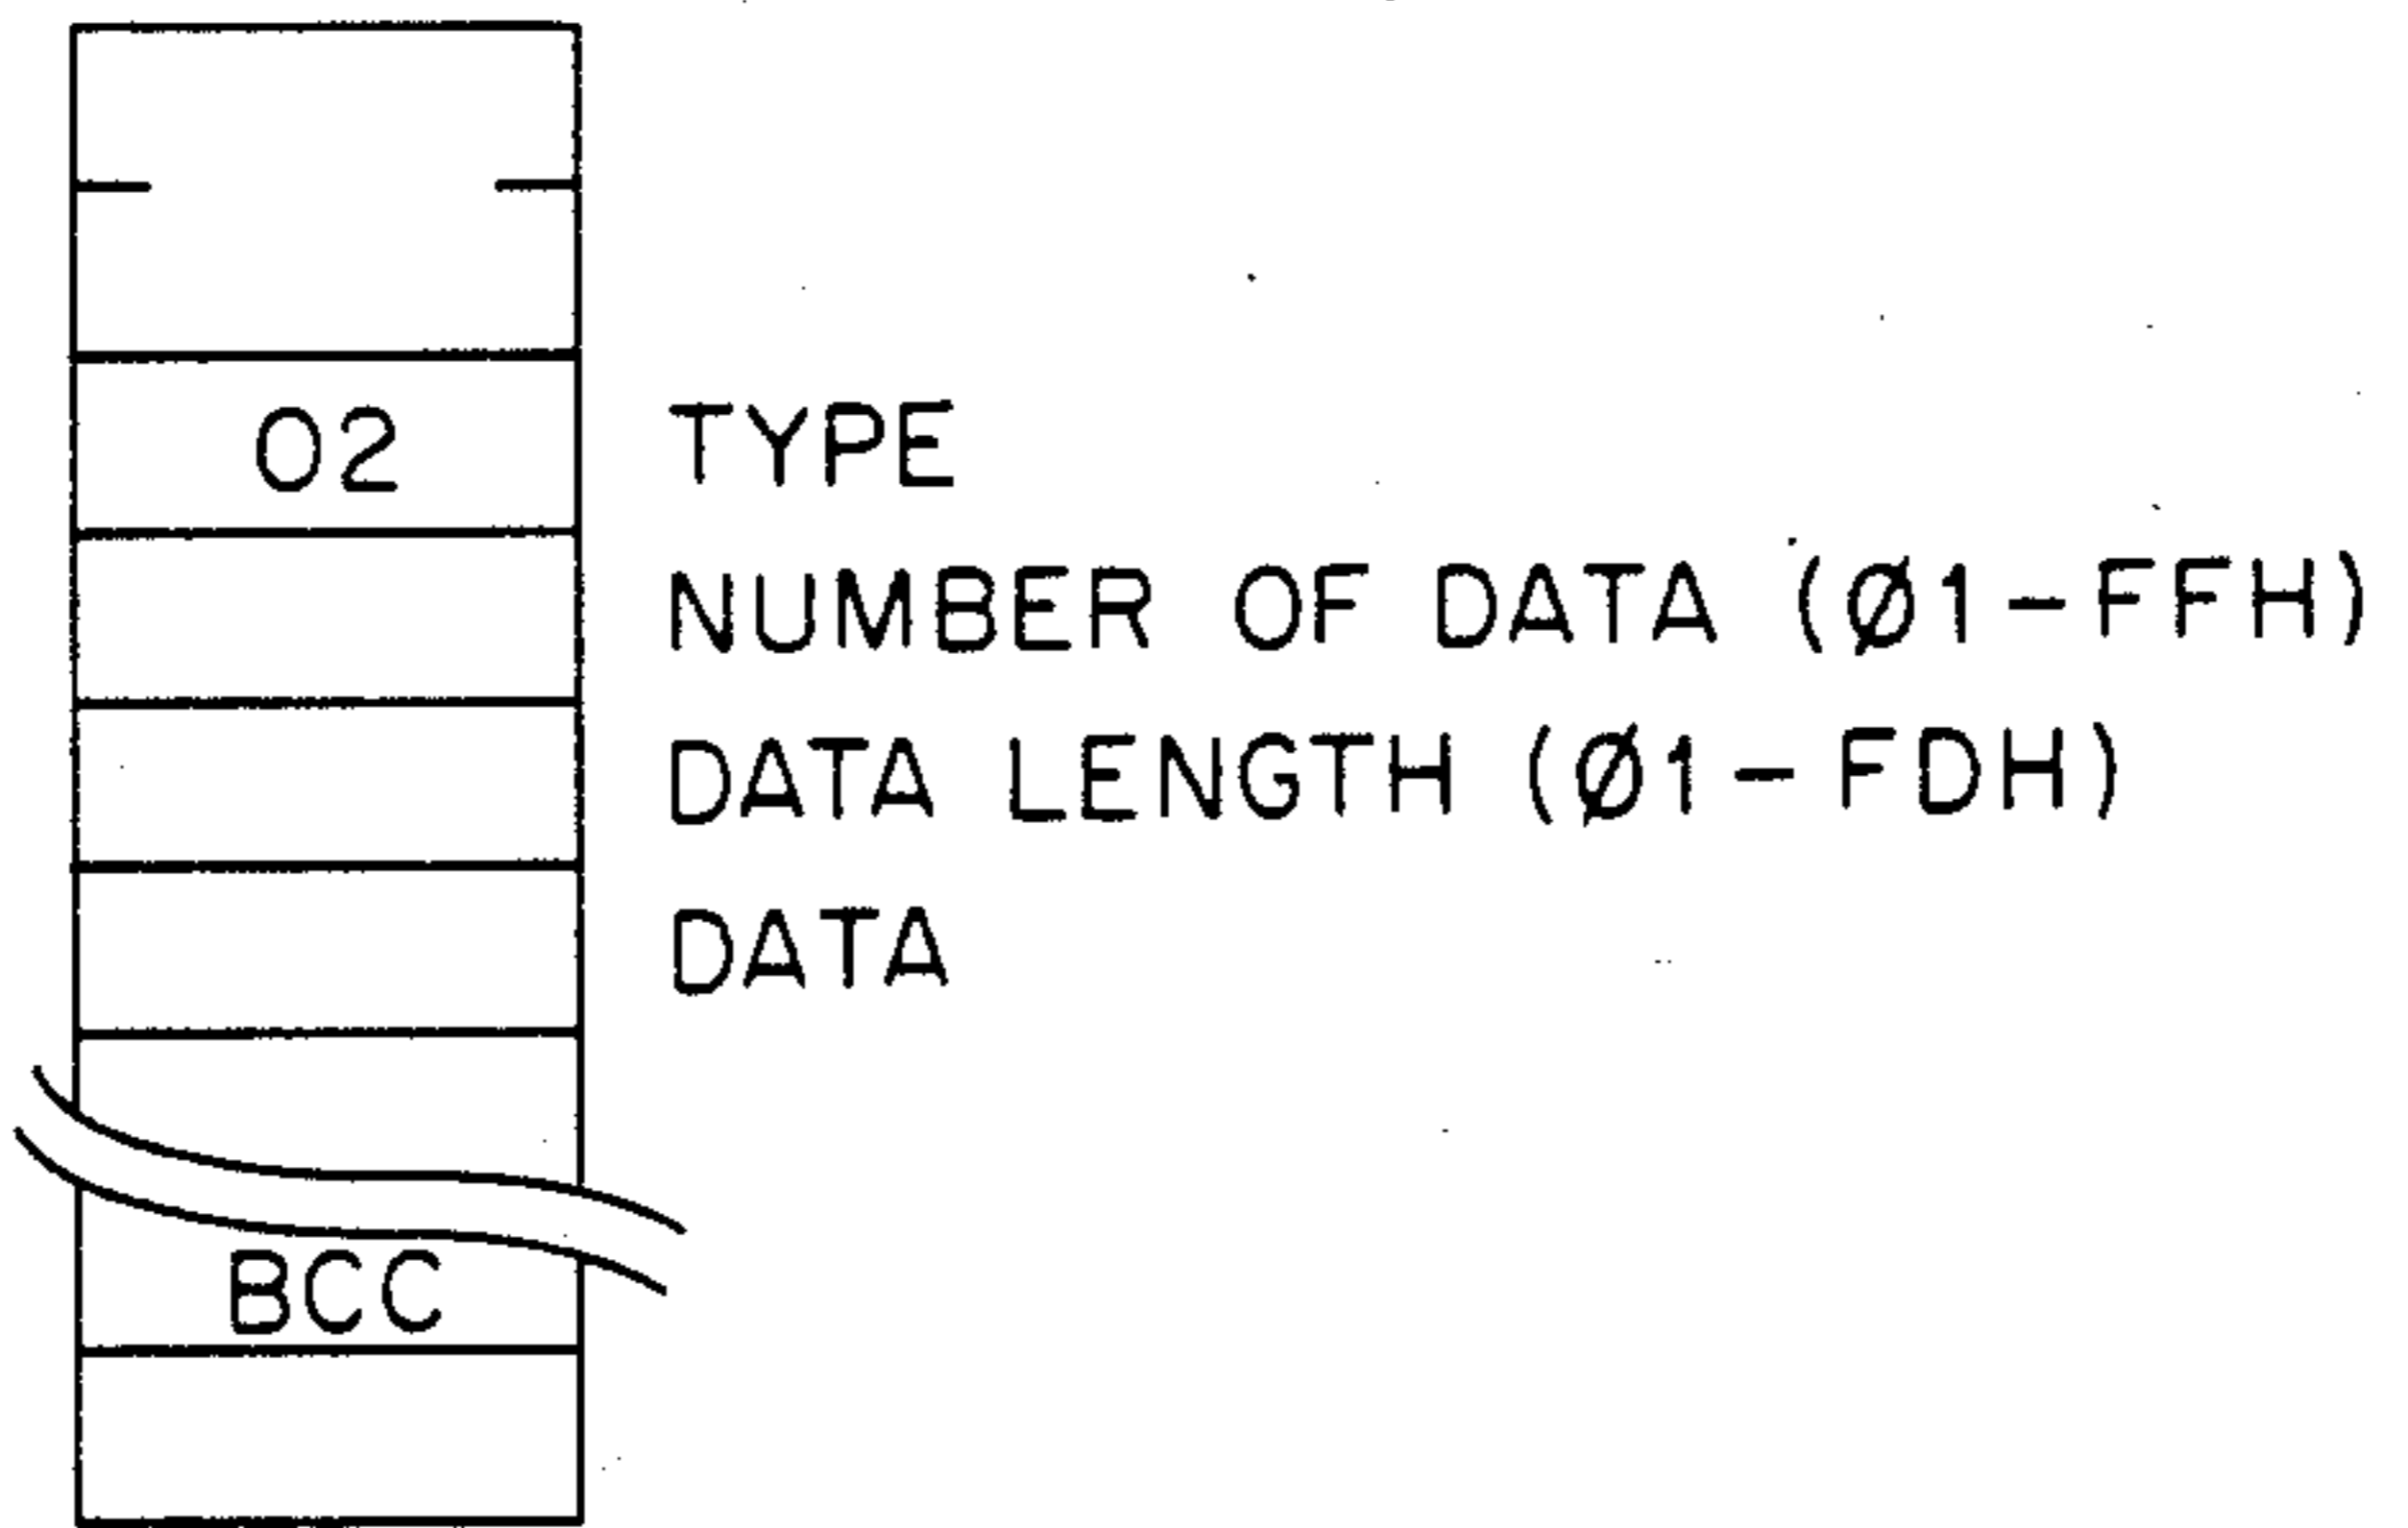 02 TYPE
NUMBER OF DATA (Ø1-FFH)
DATA LENGTH (Ø1-FDH)
DATA
BCC